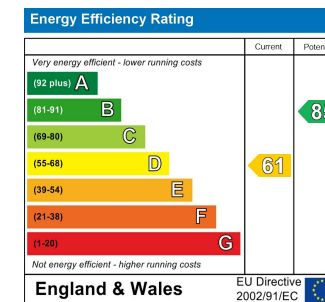 Energy Efficiency Rating
Current
Very energy efficient - lower running costs
(92 plus) A
(81-91) B
(69-80) C
(55-68) D
61
(39-54) E
(21-38) F
(1-20) G
Not energy efficient - higher running costs
England & Wales
EU Directive
2002/91/EC